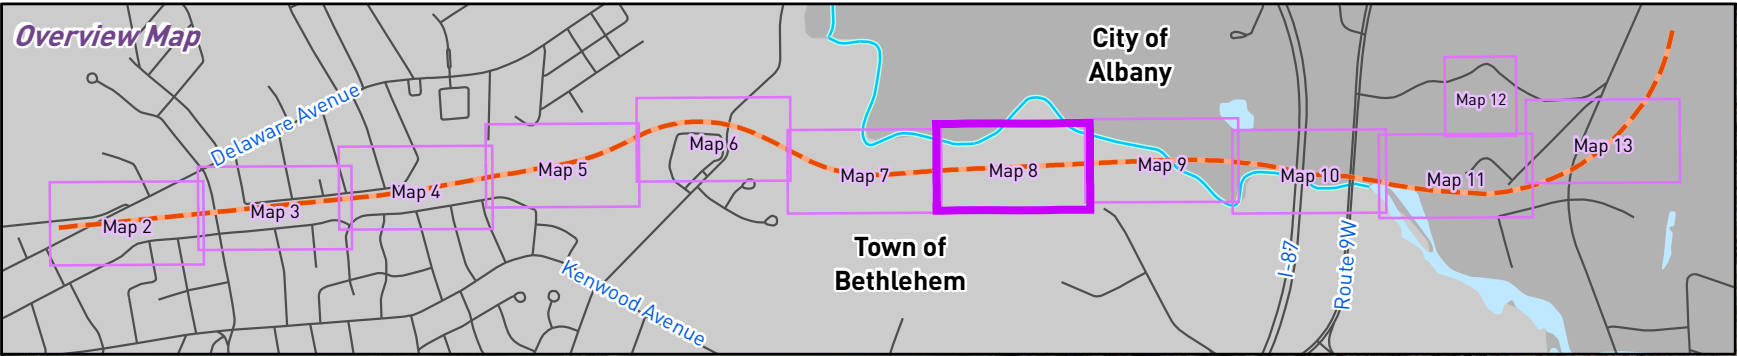 Overview Map
City of
Albany
Delaware Avenue
Map 2
Map 3
Map 4
Map 5
Map 6
Map 7
Map 8
Map 9
Map 10
Map 11
Map 12
Map 13
Town of
Bethlehem
Kenwood Avenue
I-87
Route 9W